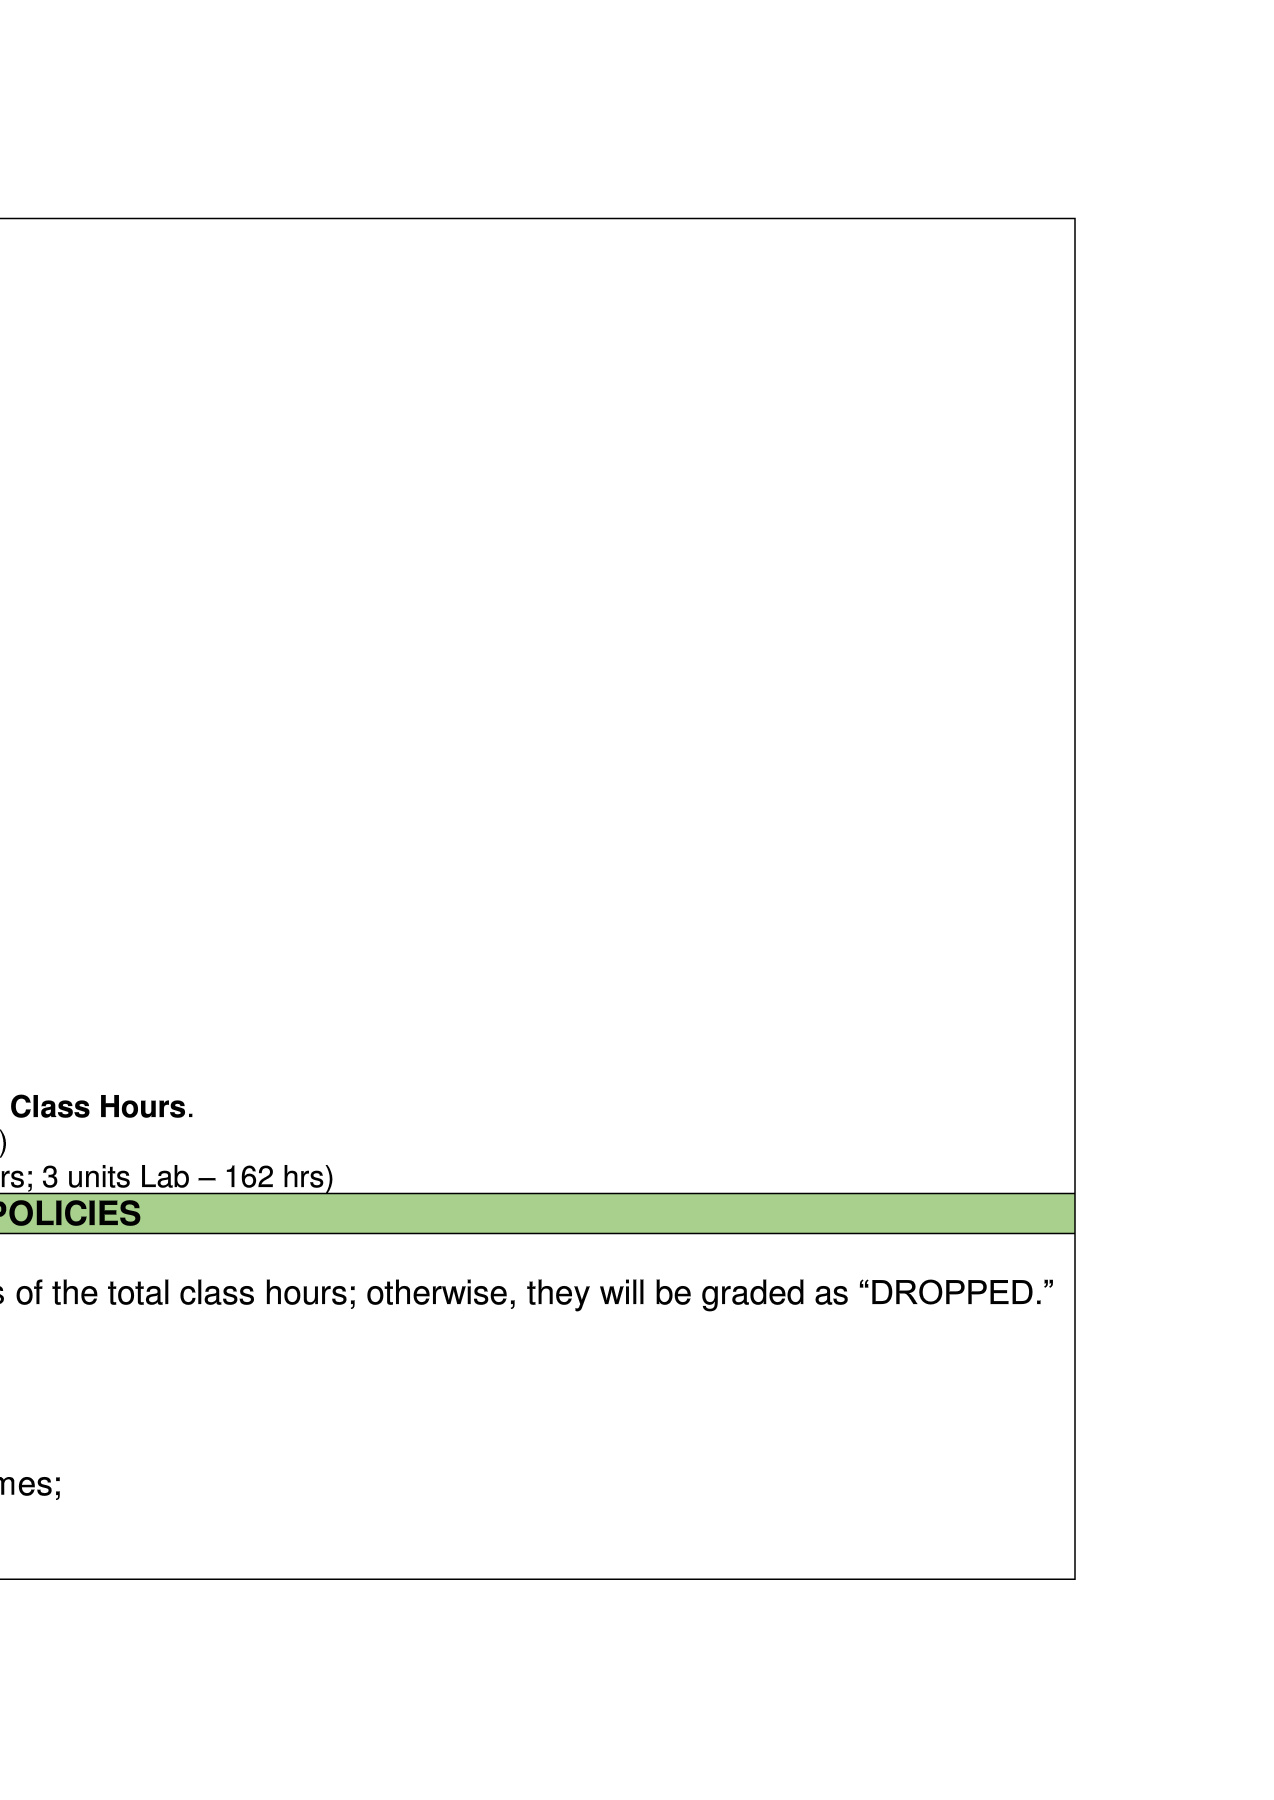 Class Hours.
)
rs; 3 units Lab – 162 hrs)
POLICIES
s of the total class hours; otherwise, they will be graded as “DROPPED.”
mes;